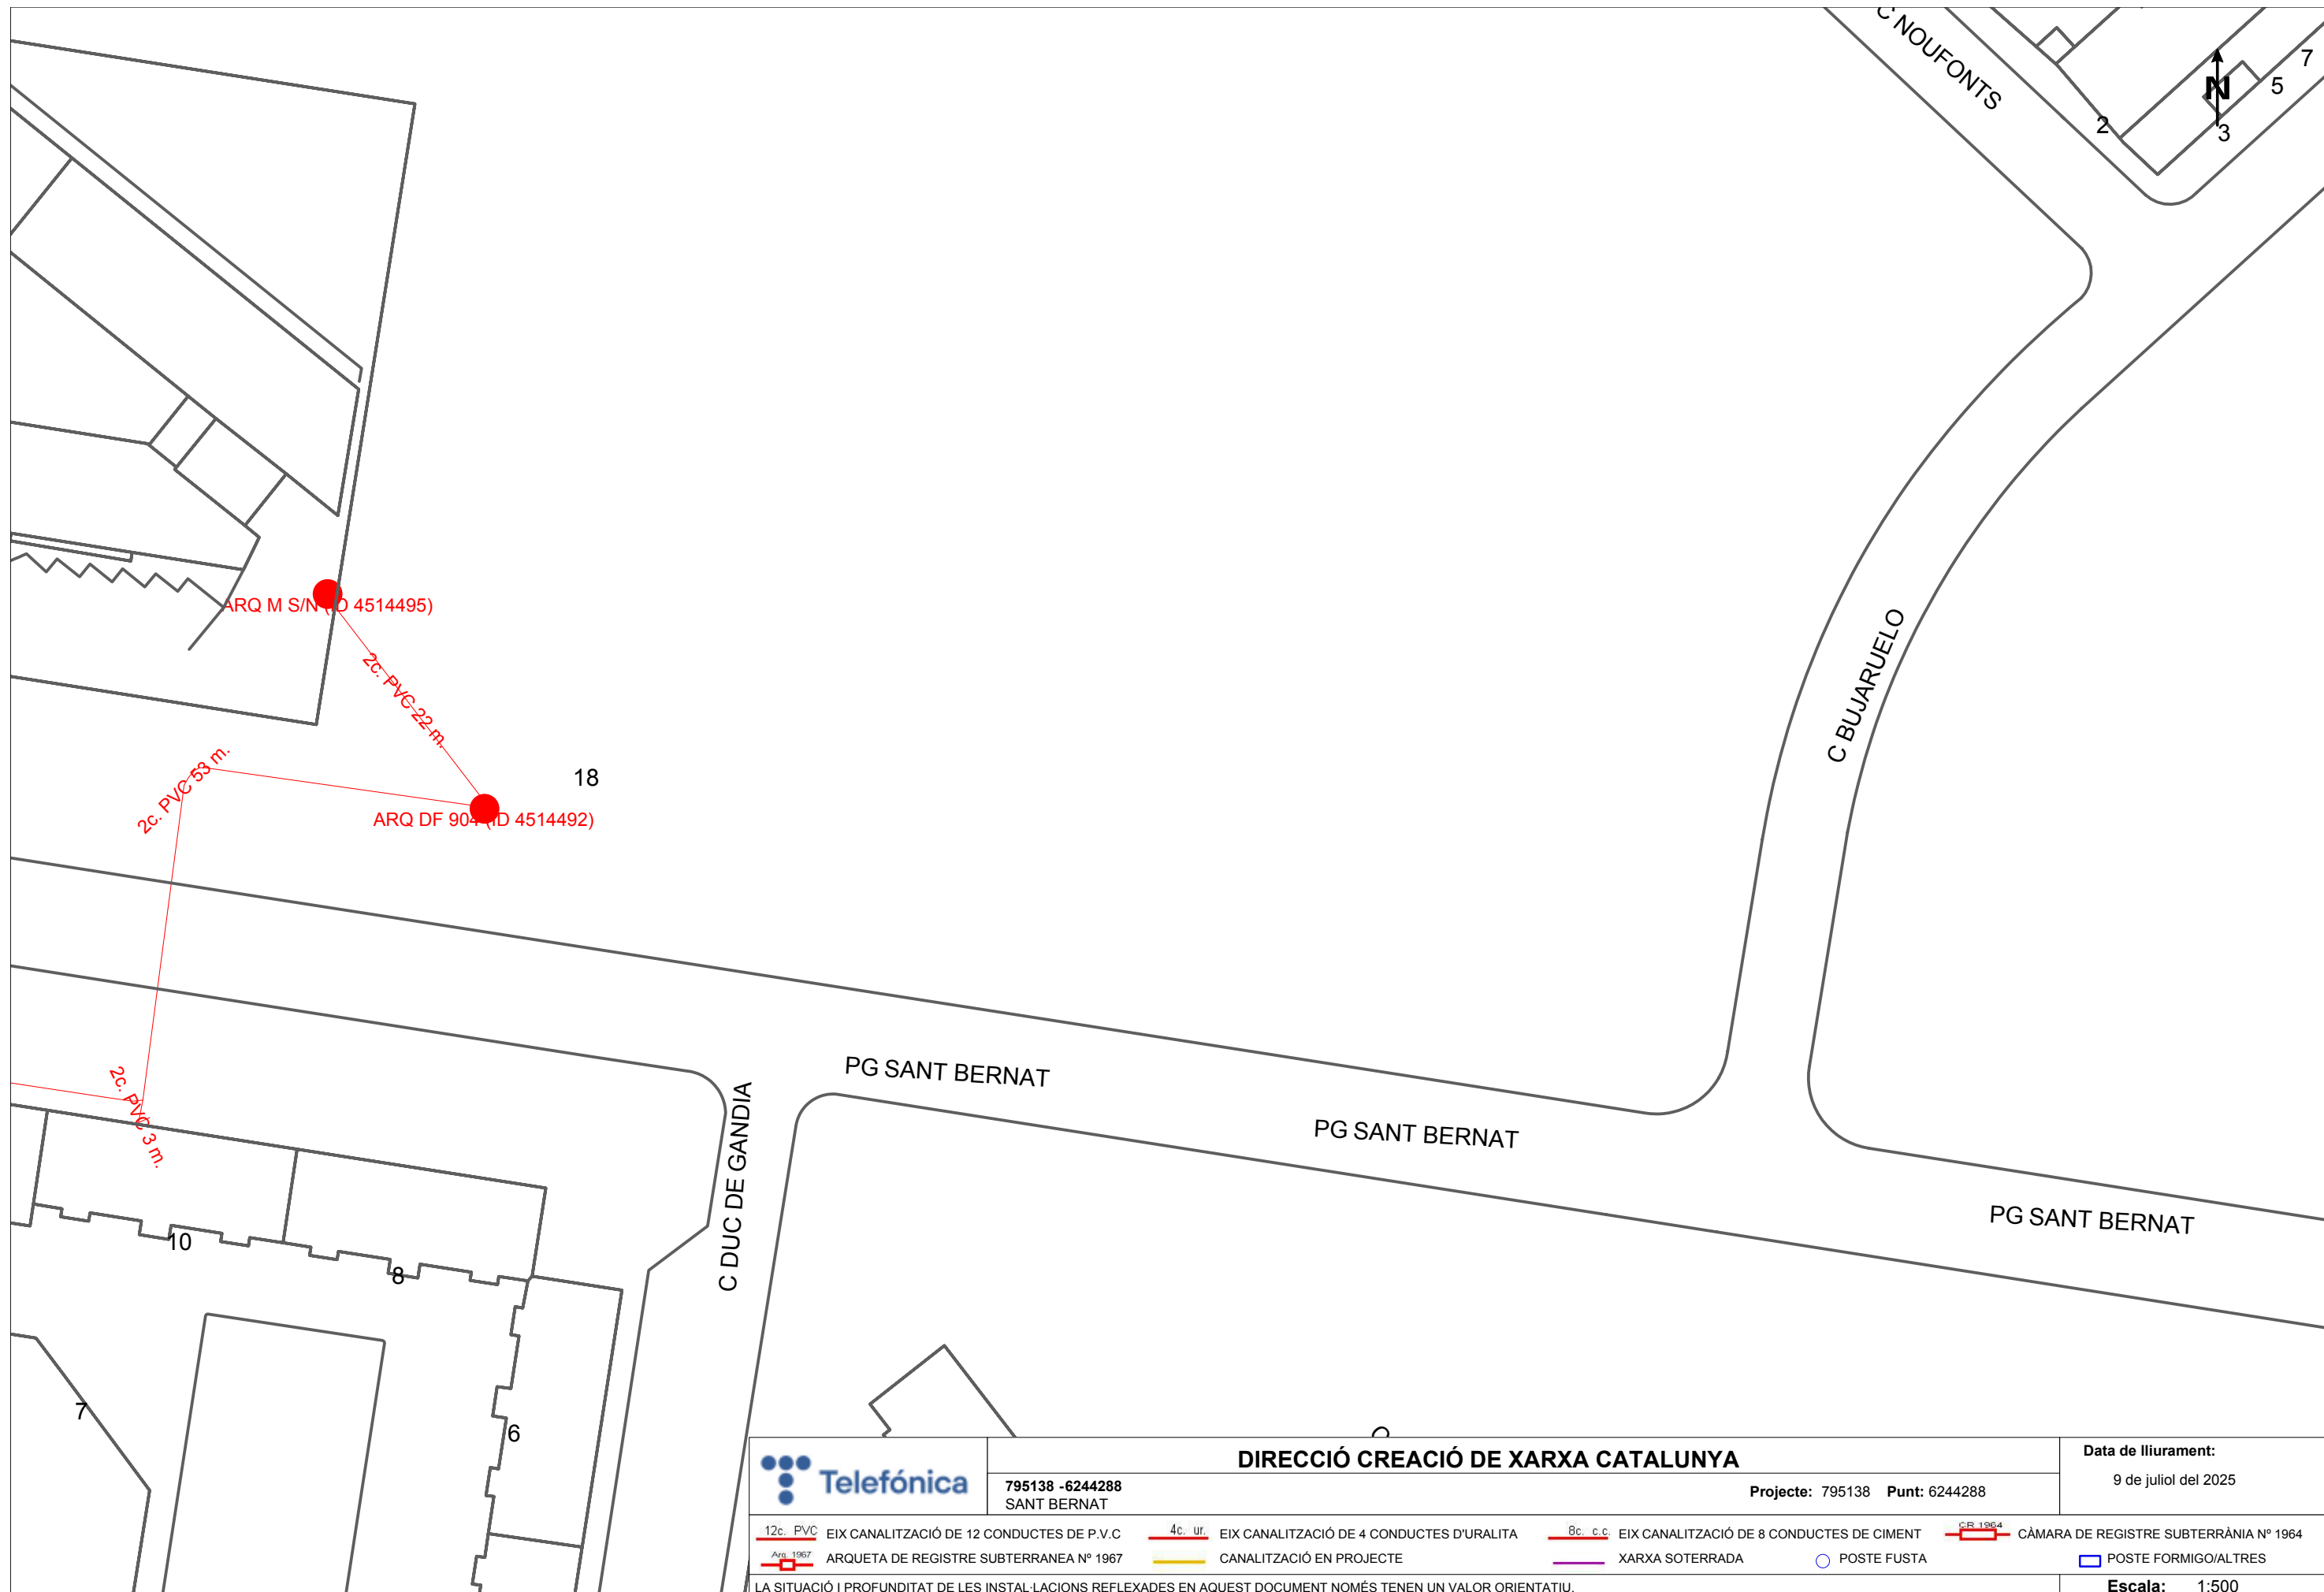 C NOUFONTS
7
5
N
2
3
ARQ M S/N (ID 4514495)
2c. PVC 22 m.
C BUJARUELO
2c. PVC 53 m.
18
ARQ DF 904 (ID 4514492)
PG SANT BERNAT
2c. PVC 3 m.
C DUC DE GANDIA
PG SANT BERNAT
PG SANT BERNAT
10
8
7
6
Telefónica
DIRECCIÓ CREACIÓ DE XARXA CATALUNYA
795138 -6244288
SANT BERNAT
Projecte: 795138 Punt: 6244288
Data de lliurament:
9 de juliol del 2025
12c. PVC EIX CANALITZACIÓ DE 12 CONDUCTES DE P.V.C
4c. ur. EIX CANALITZACIÓ DE 4 CONDUCTES D'URALITA
8c. c.c. EIX CANALITZACIÓ DE 8 CONDUCTES DE CIMENT
CR 1964 CÀMARA DE REGISTRE SUBTERRÀNIA Nº 1964
Arq. 1967 ARQUETA DE REGISTRE SUBTERRANEA Nº 1967
CANALITZACIÓ EN PROJECTE
XARXA SOTERRADA
POSTE FUSTA
POSTE FORMIGO/ALTRES
LA SITUACIÓ I PROFUNDITAT DE LES INSTAL·LACIONS REFLEXADES EN AQUEST DOCUMENT NOMÉS TENEN UN VALOR ORIENTATIU.
Escala: 1:500